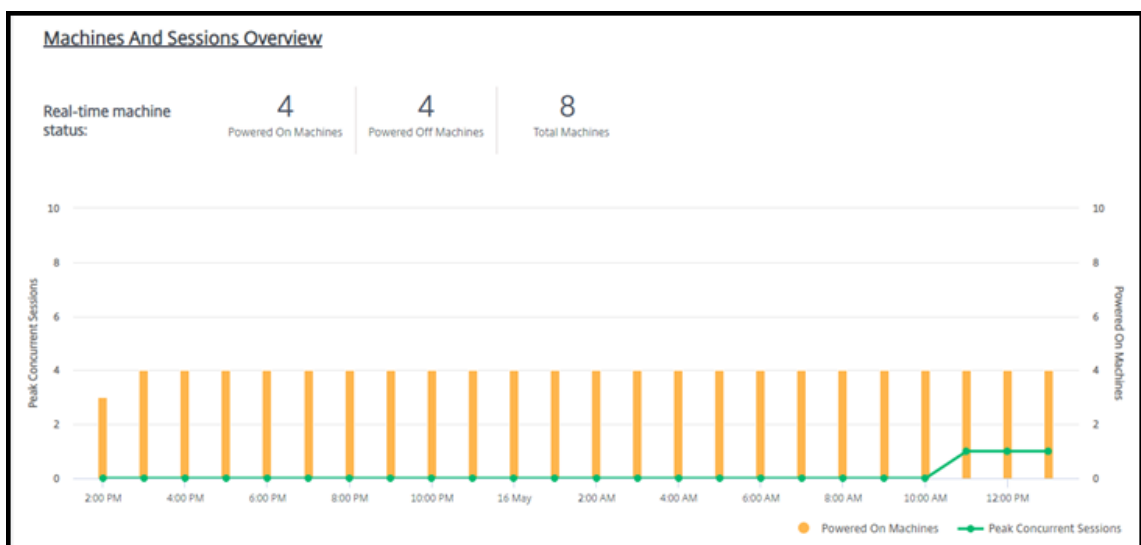 Machines And Sessions Overview
Real-time machine
status:
4
Powered On Machines
4
Powered Off Machines
8
Total Machines
10
8
6
4
2
0
Peak Concurrent Sessions
10
8
6
4
2
0
Powered On Machines
2:00 PM 4:00 PM 6:00 PM 8:00 PM 10:00 PM 16 May 2:00 AM 4:00 AM 6:00 AM 8:00 AM 10:00 AM 12:00 PM
Powered On Machines Peak Concurrent Sessions